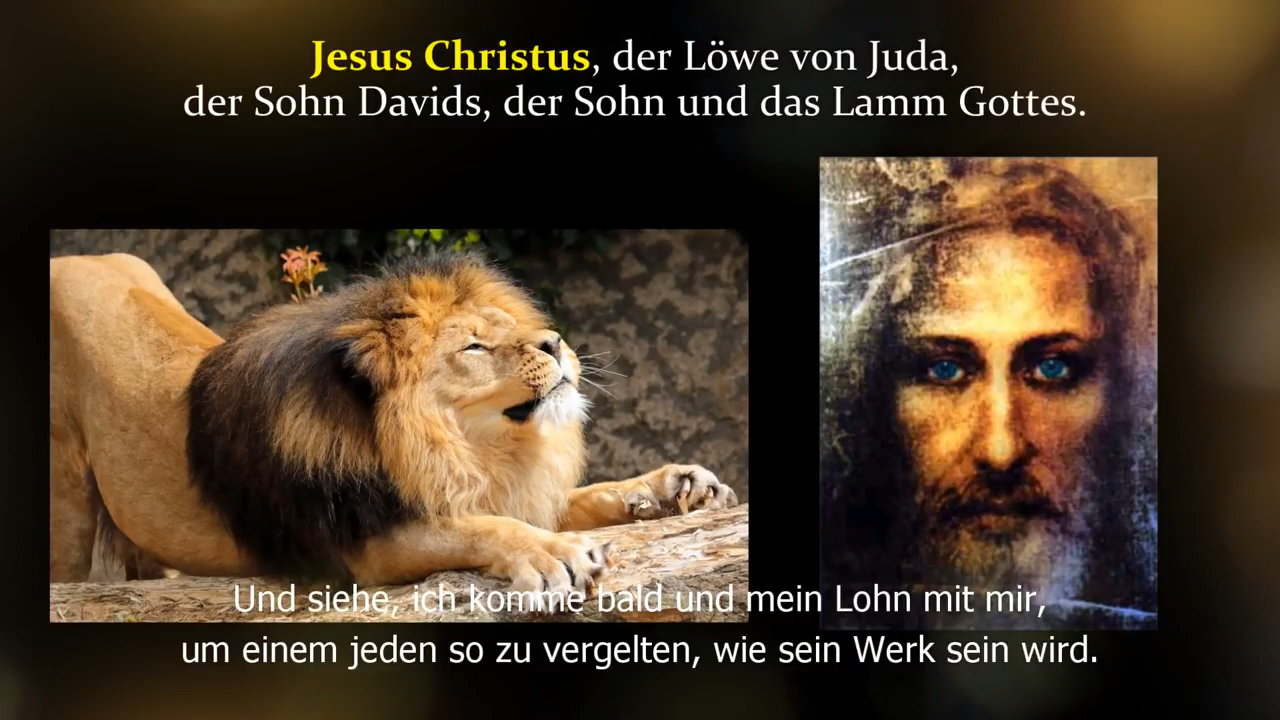 Jesus Christus, der Löwe von Juda,
der Sohn Davids, der Sohn und das Lamm Gottes.
Und siehe, ich komme bald und mein Lohn mit mir,
um einem jeden so zu vergelten, wie sein Werk sein wird.